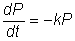 dP/dt = −kP